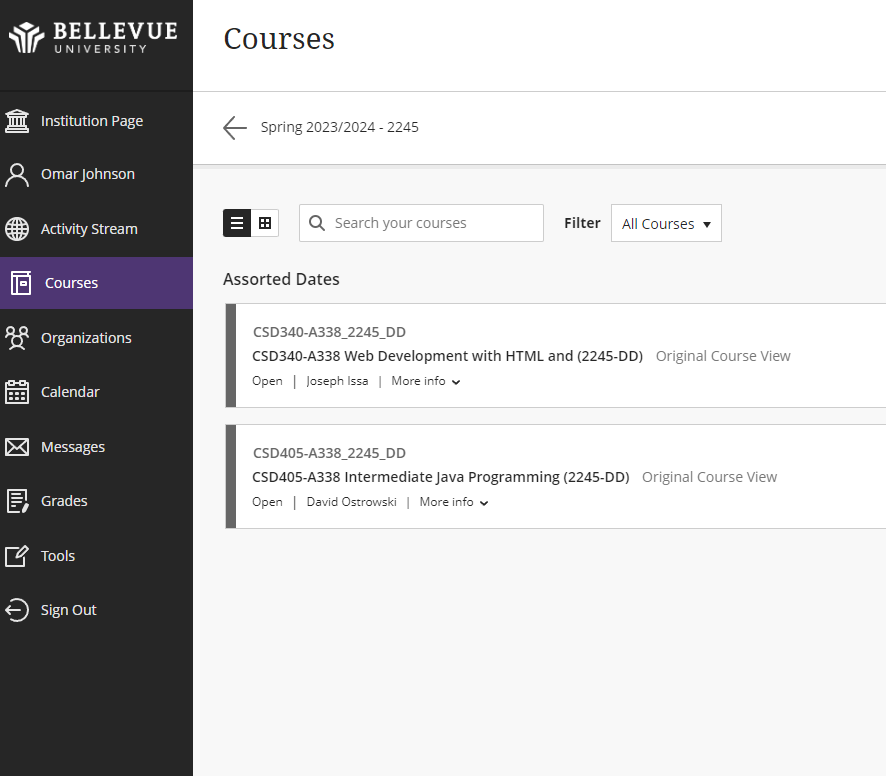 BELLEVUE
UNIVERSITY
Institution Page
Omar Johnson
Activity Stream
Courses
Organizations
Calendar
Messages
Grades
Tools
Sign Out
Courses
Spring 2023/2024 - 2245
Search your courses
Filter
All Courses
Assorted Dates
CSD340-A338_2245_DD
CSD340-A338 Web Development with HTML and (2245-DD) Original Course View
Open | Joseph Issa | More info
CSD405-A338_2245_DD
CSD405-A338 Intermediate Java Programming (2245-DD) Original Course View
Open | David Ostrowski | More info